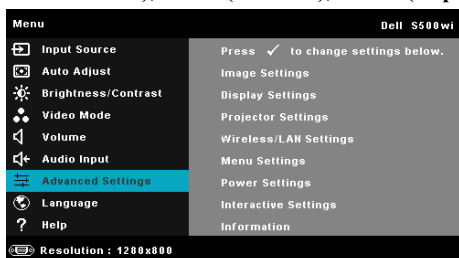 Menu
Dell S500wi
Input Source
Auto Adjust
Brightness/Contrast
Video Mode
Volume
Audio Input
Advanced Settings
Language
Help
Press ✓ to change settings below.
Image Settings
Display Settings
Projector Settings
Wireless/LAN Settings
Menu Settings
Power Settings
Interactive Settings
Information
Resolution : 1280x800